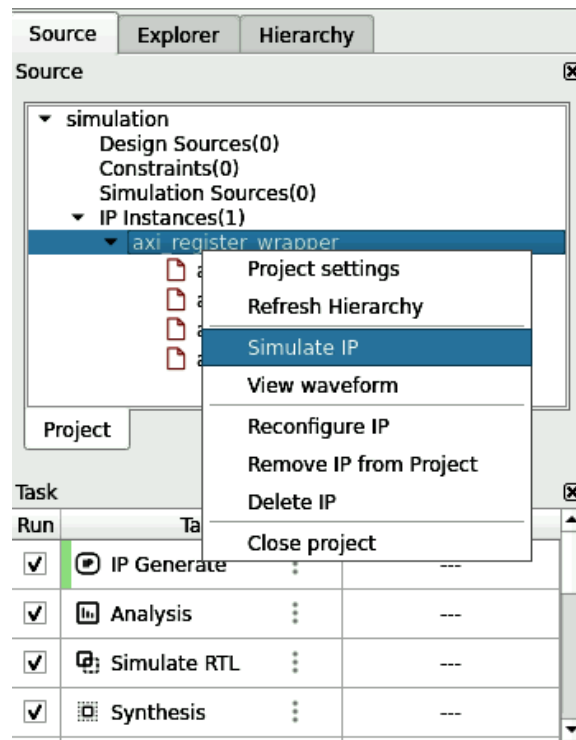 Source Explorer Hierarchy
Source
simulation
Design Sources(0)
Constraints(0)
Simulation Sources(0)
IP Instances(1)
axi_register_wrapper
Project settings
Refresh Hierarchy
Simulate IP
View waveform
Reconfigure IP
Remove IP from Project
Delete IP
Close project
Project
Task
Run
IP Generate ---
Analysis ---
Simulate RTL ---
Synthesis ---